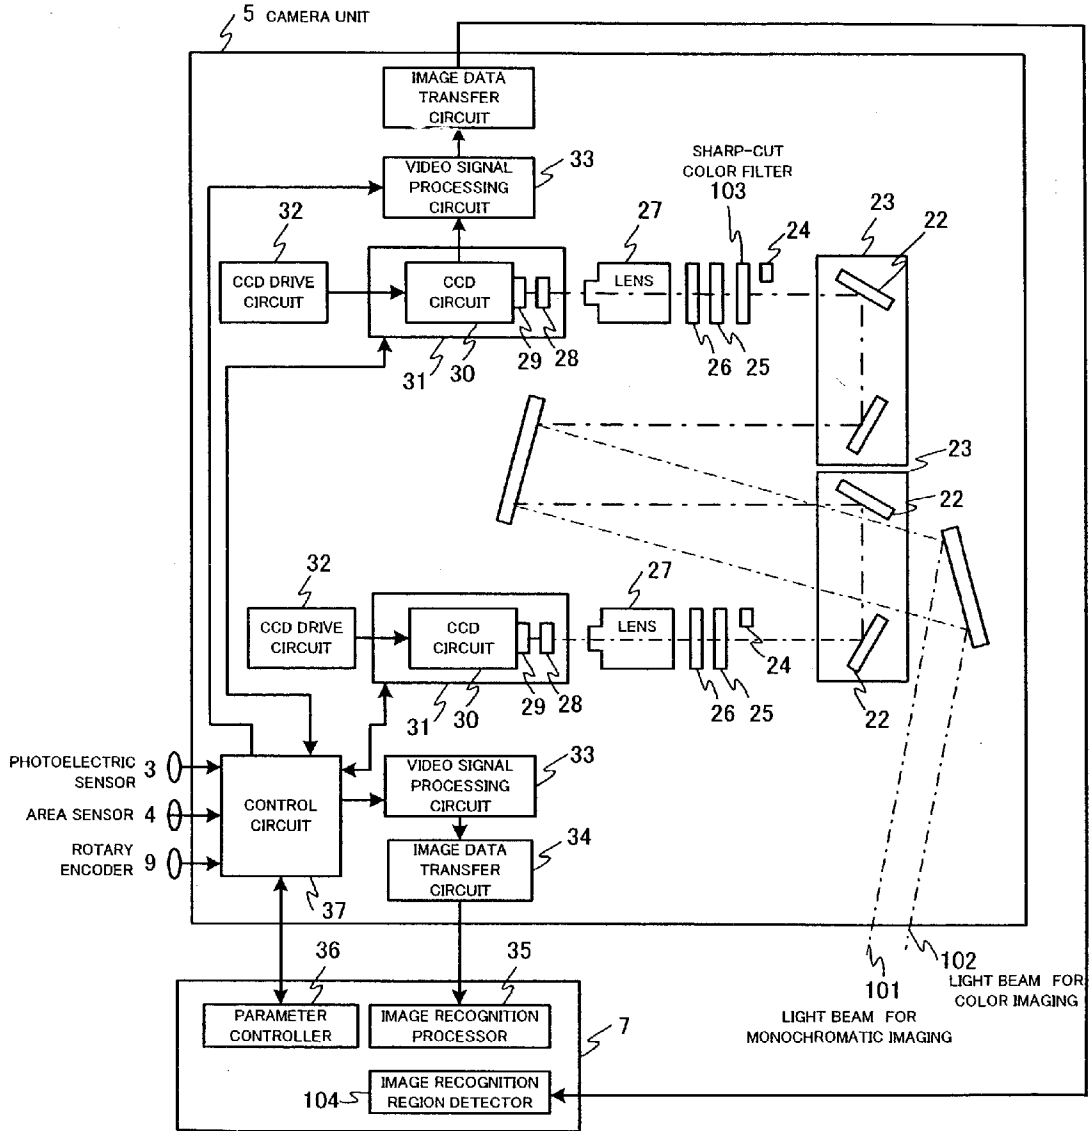 5 CAMERA UNIT
IMAGE DATA
TRANSFER
CIRCUIT
33
VIDEO SIGNAL
PROCESSING
CIRCUIT
SHARP-CUT
COLOR FILTER
103
32
27
24
23
22
CCD DRIVE
CIRCUIT
CCD
CIRCUIT
LENS
31
30
29
28
26
25
23
22
32
27
CCD DRIVE
CIRCUIT
CCD
CIRCUIT
LENS
24
31
30
29
28
26
25
22
PHOTOELECTRIC
SENSOR 3
AREA SENSOR 4
ROTARY
ENCODER 9
CONTROL
CIRCUIT
37
VIDEO SIGNAL
PROCESSING
CIRCUIT
33
IMAGE DATA
TRANSFER
CIRCUIT
34
36
35
PARAMETER
CONTROLLER
IMAGE RECOGNITION
PROCESSOR
7
104
IMAGE RECOGNITION
REGION DETECTOR
101
LIGHT BEAM FOR
MONOCHROMATIC IMAGING
102
LIGHT BEAM FOR
COLOR IMAGING